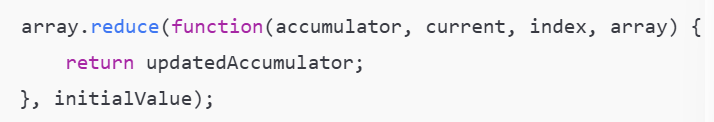 array.reduce(function(accumulator, current, index, array) {
    return updatedAccumulator;
}, initialValue);